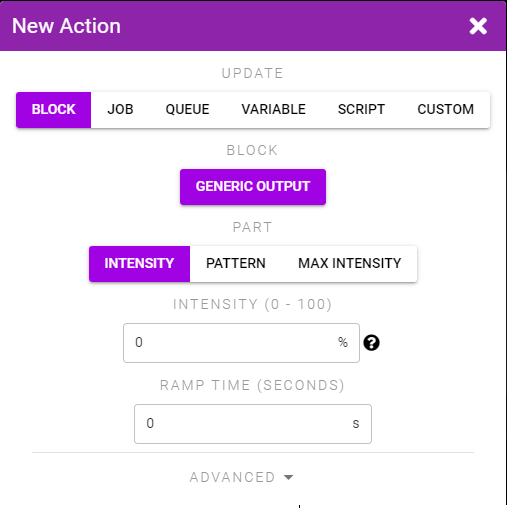 New Action
UPDATE
BLOCK JOB QUEUE VARIABLE SCRIPT CUSTOM
BLOCK
GENERIC OUTPUT
PART
INTENSITY PATTERN MAX INTENSITY
INTENSITY (0 - 100)
0 %
RAMP TIME (SECONDS)
0 s
ADVANCED